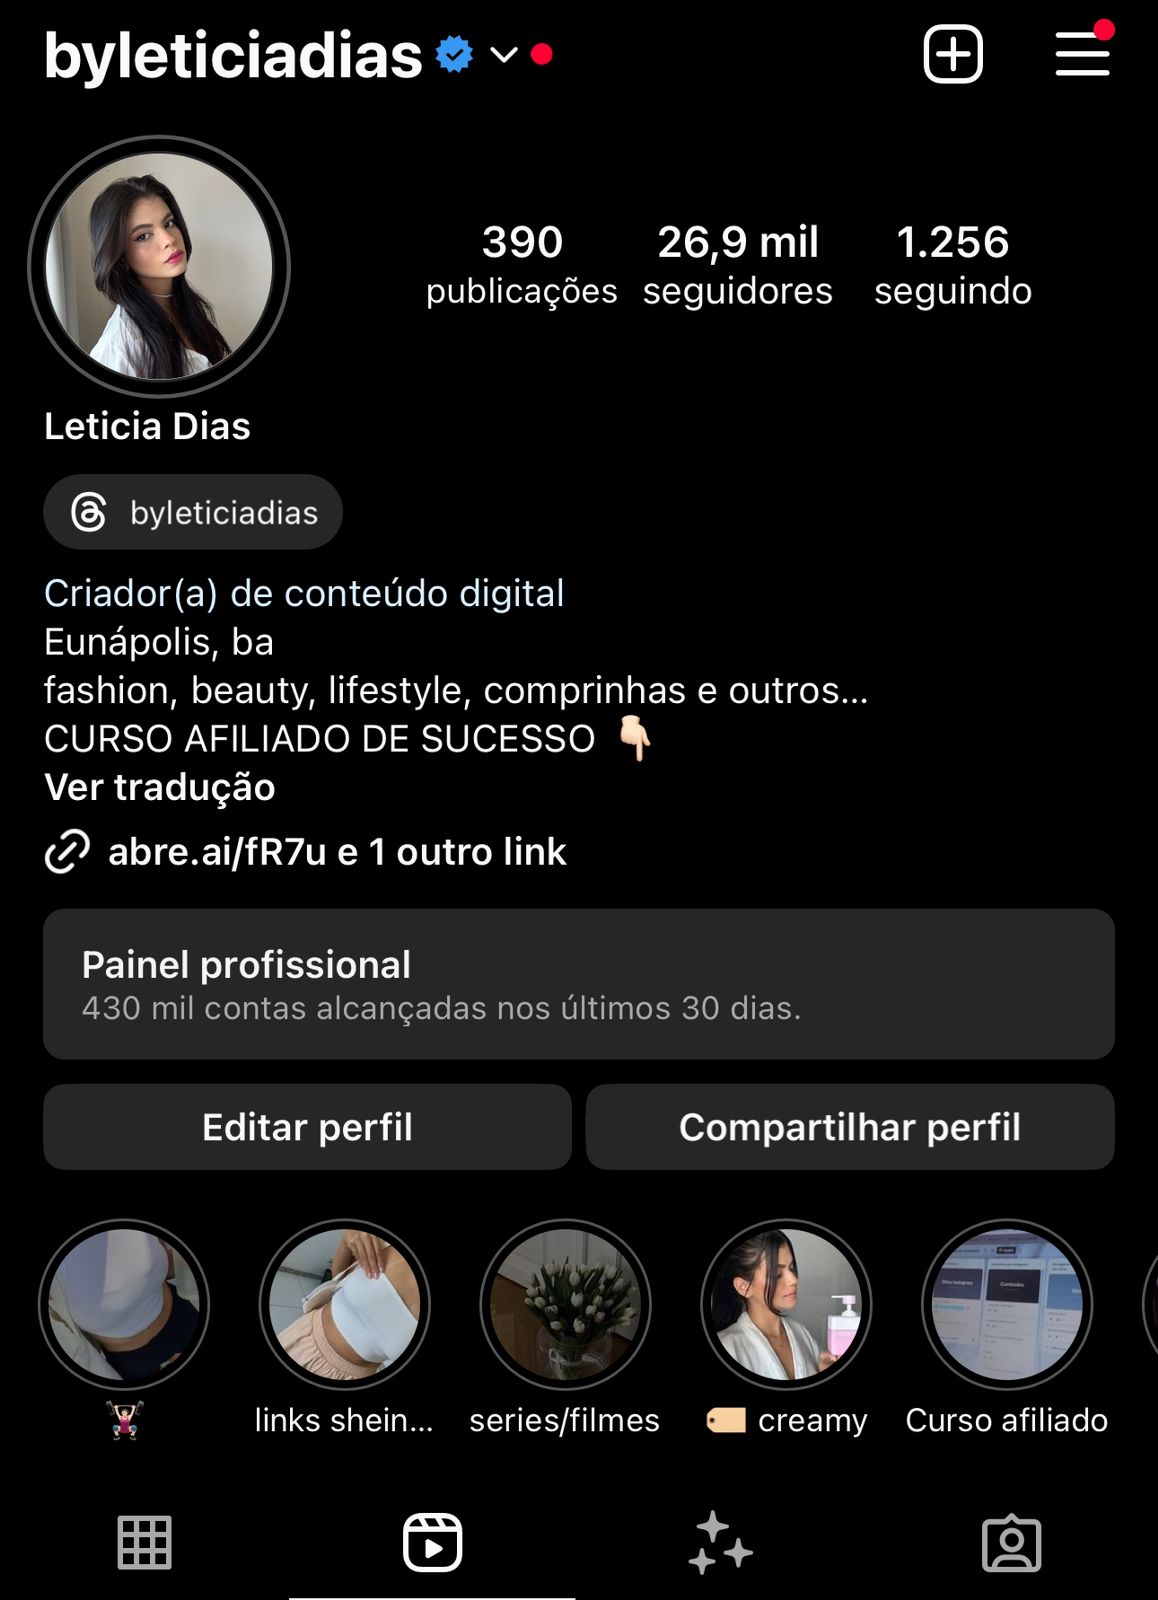 byleticiadias
390 26,9 mil 1.256
publicações seguidores seguindo
Leticia Dias
byleticiadias
Criador(a) de conteúdo digital
Eunápolis, ba
fashion, beauty, lifestyle, comprinhas e outros...
CURSO AFILIADO DE SUCESSO 👇🏻
Ver tradução
abre.ai/fR7u e 1 outro link
Painel profissional
430 mil contas alcançadas nos últimos 30 dias.
Editar perfil Compartilhar perfil
🏋🏻‍♀️ links shein... series/filmes 🏷️ creamy Curso afiliado